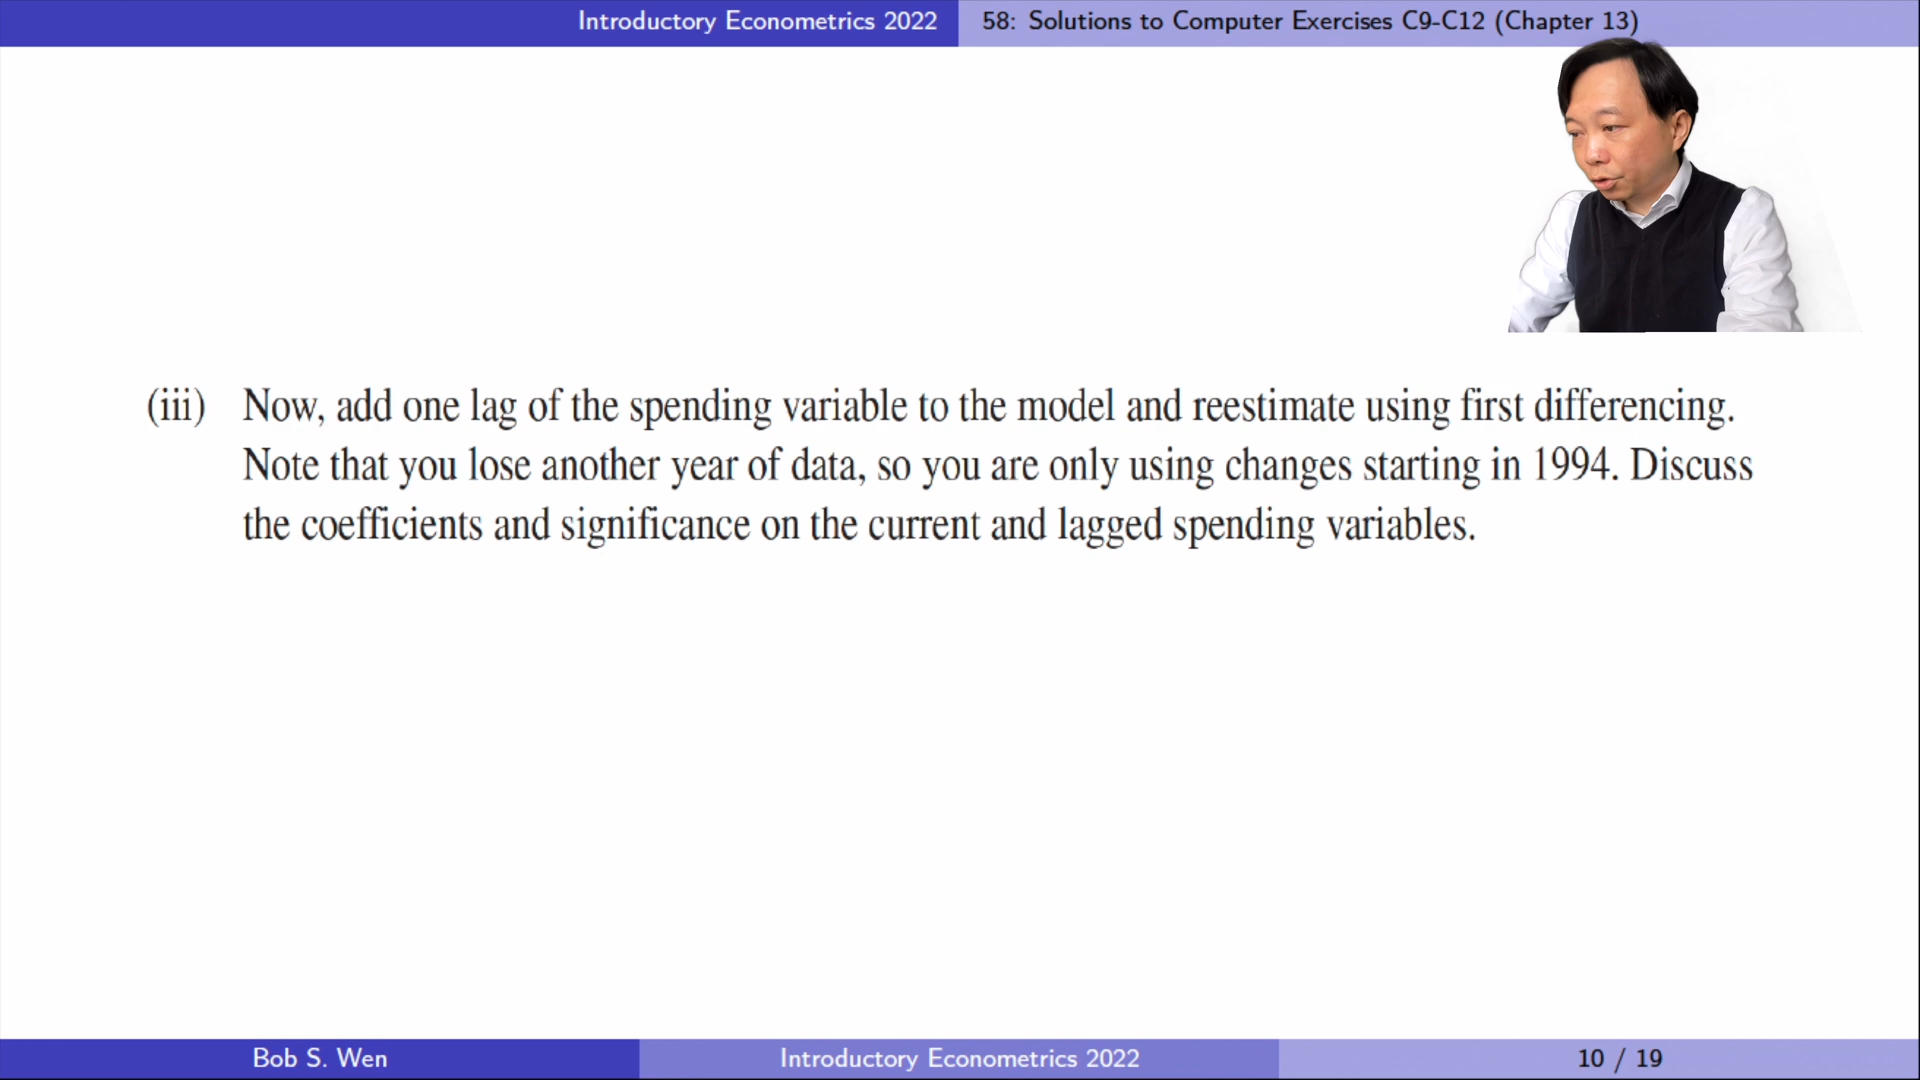 Introductory Econometrics 2022
58: Solutions to Computer Exercises C9-C12 (Chapter 13)
(iii) Now, add one lag of the spending variable to the model and reestimate using first differencing.
Note that you lose another year of data, so you are only using changes starting in 1994. Discuss
the coefficients and significance on the current and lagged spending variables.
Bob S. Wen
Introductory Econometrics 2022
10 / 19